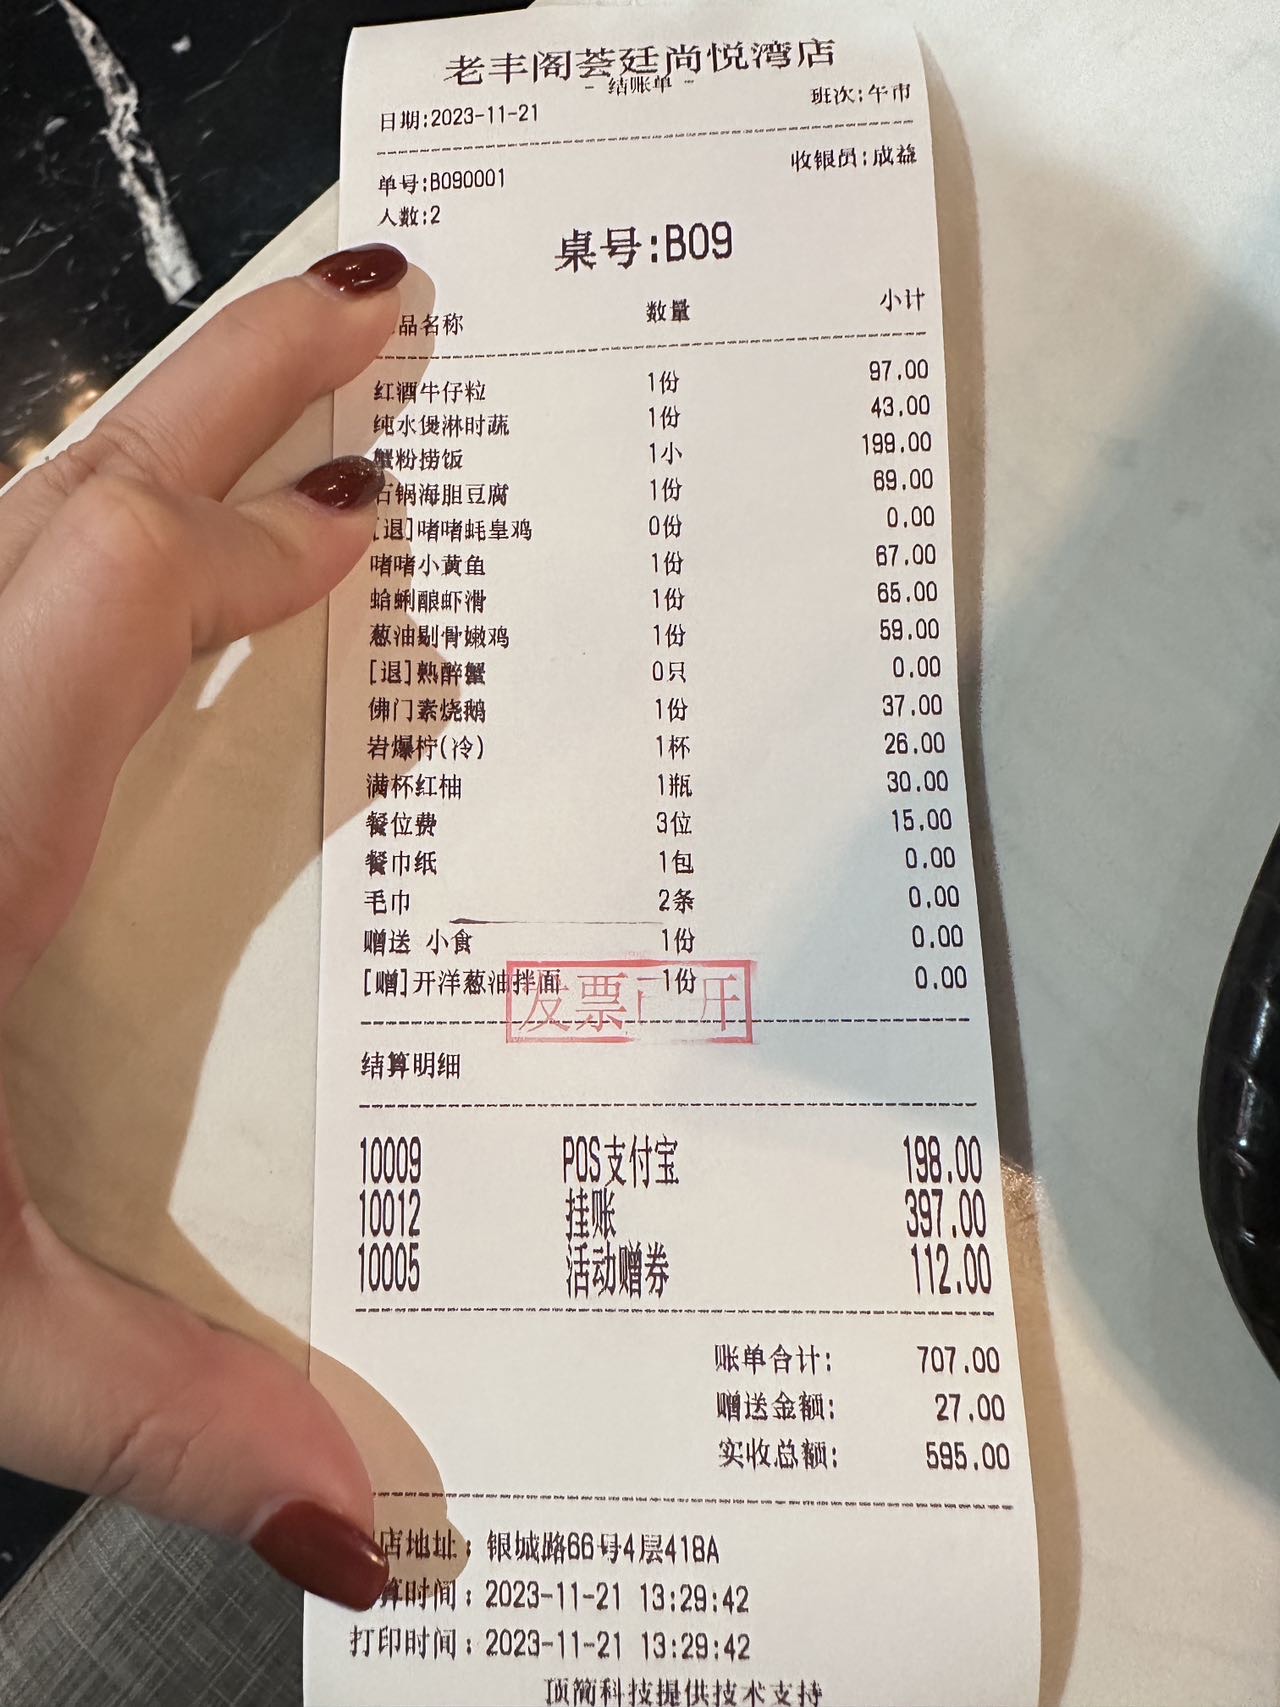 老丰阁荟廷尚悦湾店
- 结账单 -
日期:2023-11-21 班次:午市
单号:B090001 收银员:成益
人数:2
桌号:B09
品名称 数量 小计
红酒牛仔粒 1份 97.00
纯水煲淋时蔬 1份 43.00
蟹粉捞饭 1小 199.00
石锅海胆豆腐 1份 69.00
[退]啫啫蚝皇鸡 0份 0.00
啫啫小黄鱼 1份 67.00
蛤蜊酿虾滑 1份 65.00
葱油剔骨嫩鸡 1份 59.00
[退]熟醉蟹 0只 0.00
佛门素烧鹅 1份 37.00
岩爆柠(冷) 1杯 26.00
满杯红柚 1瓶 30.00
餐位费 3位 15.00
餐巾纸 1包 0.00
毛巾 2条 0.00
赠送 小食 1份 0.00
[赠]开洋葱油拌面 1份 0.00
发票已开
结算明细
10009 POS支付宝 198.00
10012 挂账 397.00
10005 活动赠券 112.00
账单合计: 707.00
赠送金额: 27.00
实收总额: 595.00
店地址：银城路66号4层418A
算时间：2023-11-21 13:29:42
打印时间：2023-11-21 13:29:42
顶简科技提供技术支持